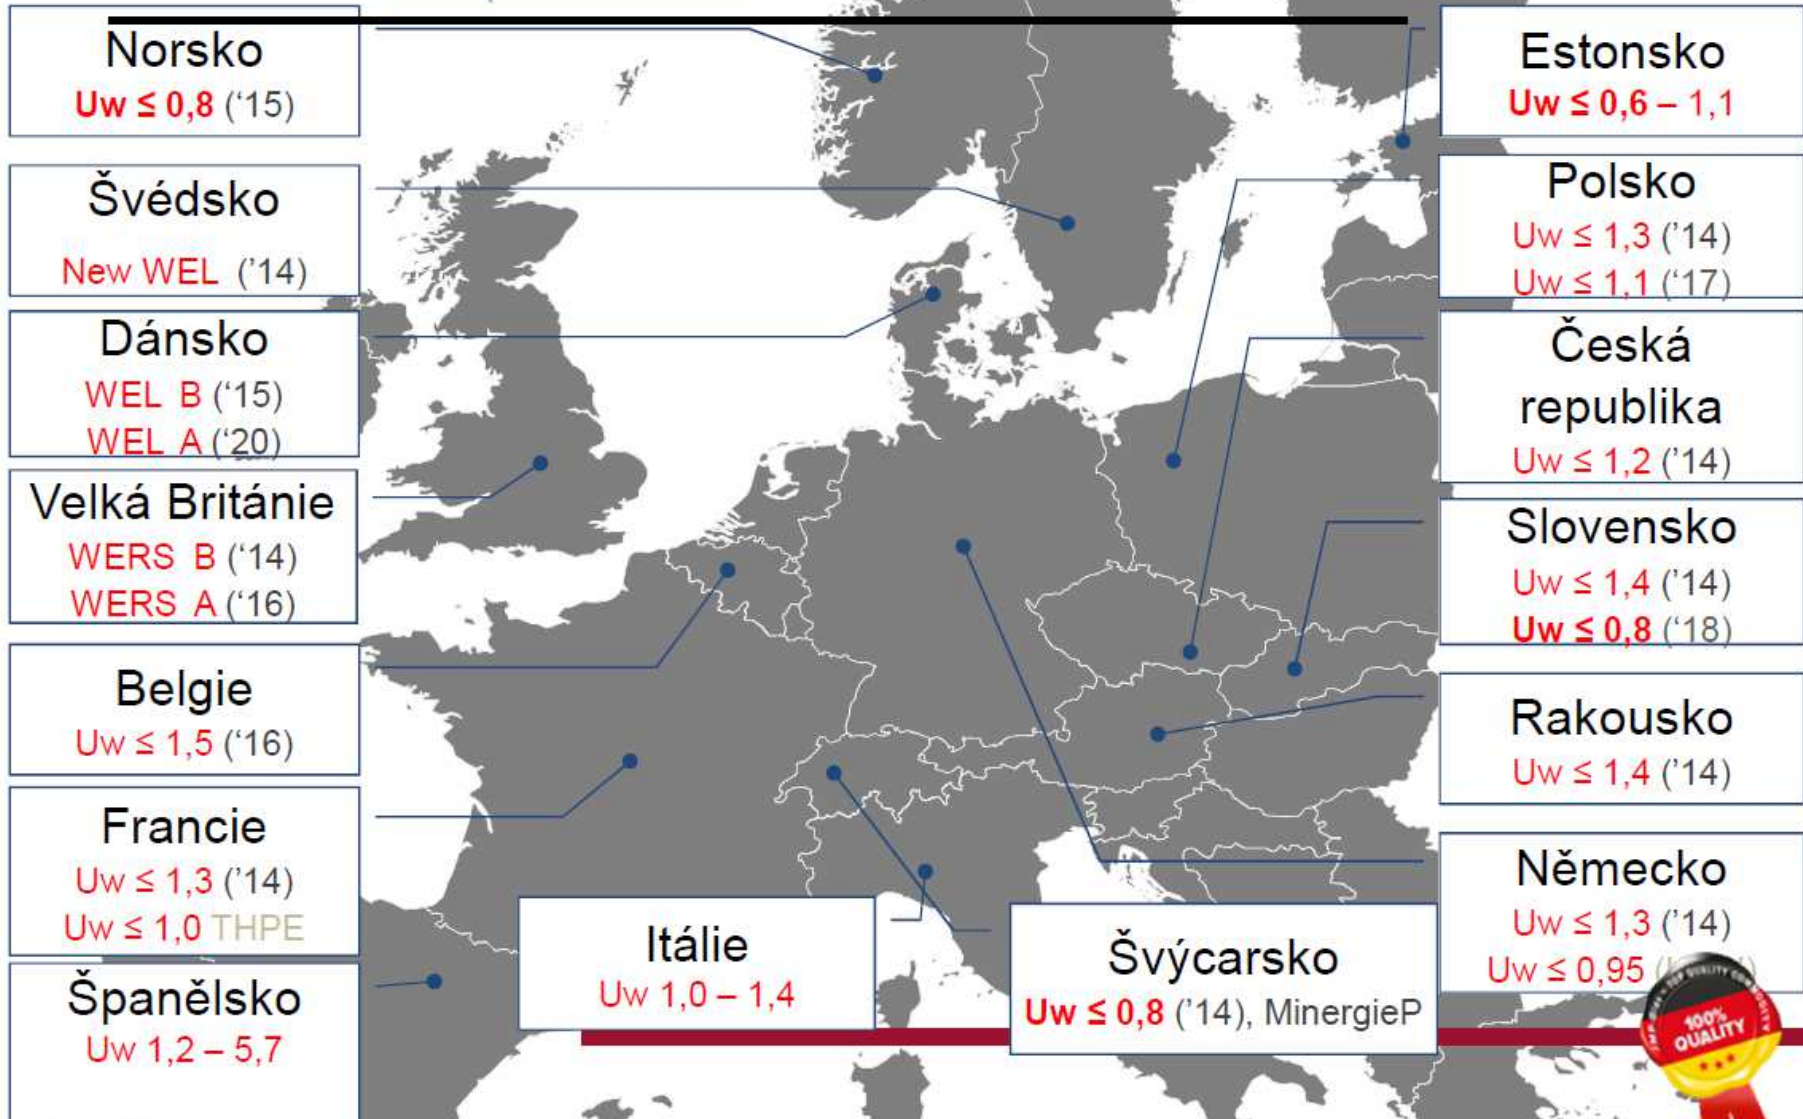 Norsko
Uw ≤ 0,8 (‘15)
Švédsko
New WEL (’14)
Dánsko
WEL B (‘15)
WEL A (‘20)
Velká Británie
WERS B (‘14)
WERS A (‘16)
Belgie
Uw ≤ 1,5 (‘16)
Francie
Uw ≤ 1,3 (’14)
Uw ≤ 1,0 THPE
Španělsko
Uw 1,2 – 5,7
Itálie
Uw 1,0 – 1,4
Švýcarsko
Uw ≤ 0,8 (’14), MinergieP
Estonsko
Uw ≤ 0,6 – 1,1
Polsko
Uw ≤ 1,3 (’14)
Uw ≤ 1,1 (‘17)
Česká
republika
Uw ≤ 1,2 (’14)
Slovensko
Uw ≤ 1,4 (’14)
Uw ≤ 0,8 (‘18)
Rakousko
Uw ≤ 1,4 (’14)
Německo
Uw ≤ 1,3 (’14)
Uw ≤ 0,95
100%
QUALITY